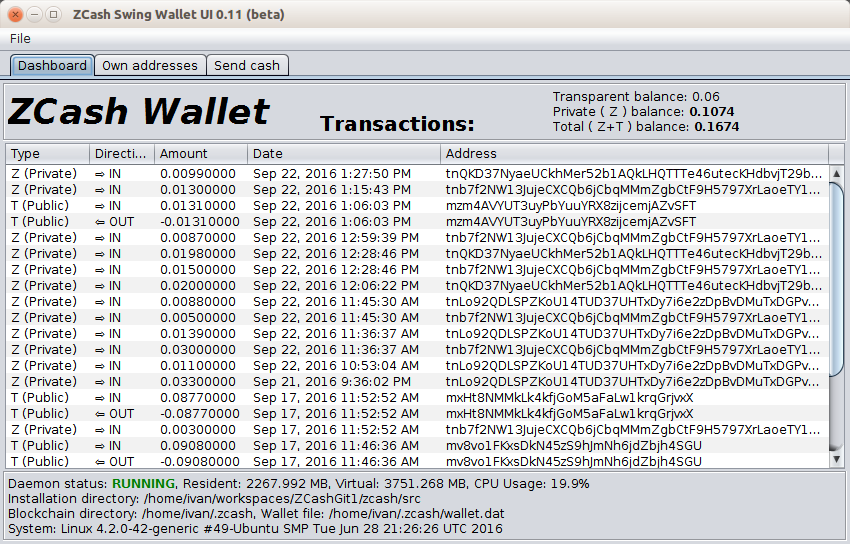 ZCash Swing Wallet UI 0.11 (beta)
File
Dashboard Own addresses Send cash
ZCash Wallet Transactions:
Transparent balance: 0.06
Private ( Z ) balance: 0.1074
Total ( Z+T ) balance: 0.1674
Type Directi... Amount Date Address
Z (Private) ⇨ IN 0.00990000 Sep 22, 2016 1:27:50 PM tnQKD37NyaeUCkhMer52b1AQkLHQTTTe46utecKHdbvjT29b...
Z (Private) ⇨ IN 0.01300000 Sep 22, 2016 1:15:43 PM tnb7f2NW13JujeCXCQb6jCbqMMmZgbCtF9H5797XrLaoeTY1...
T (Public) ⇨ IN 0.01310000 Sep 22, 2016 1:06:03 PM mzm4AVYUT3uyPbYuuYRX8zijcemjAZvSFT
T (Public) ⇦ OUT -0.01310000 Sep 22, 2016 1:06:03 PM mzm4AVYUT3uyPbYuuYRX8zijcemjAZvSFT
Z (Private) ⇨ IN 0.00870000 Sep 22, 2016 12:59:39 PM tnb7f2NW13JujeCXCQb6jCbqMMmZgbCtF9H5797XrLaoeTY1...
Z (Private) ⇨ IN 0.01980000 Sep 22, 2016 12:28:46 PM tnQKD37NyaeUCkhMer52b1AQkLHQTTTe46utecKHdbvjT29b...
Z (Private) ⇨ IN 0.01500000 Sep 22, 2016 12:28:46 PM tnb7f2NW13JujeCXCQb6jCbqMMmZgbCtF9H5797XrLaoeTY1...
Z (Private) ⇨ IN 0.02000000 Sep 22, 2016 12:06:22 PM tnQKD37NyaeUCkhMer52b1AQkLHQTTTe46utecKHdbvjT29b...
Z (Private) ⇨ IN 0.00880000 Sep 22, 2016 11:45:30 AM tnLo92QDLSPZKoU14TUD37UHTxDy7i6e2zDpBvDMuTxDGPv...
Z (Private) ⇨ IN 0.00500000 Sep 22, 2016 11:45:30 AM tnb7f2NW13JujeCXCQb6jCbqMMmZgbCtF9H5797XrLaoeTY1...
Z (Private) ⇨ IN 0.01390000 Sep 22, 2016 11:36:37 AM tnLo92QDLSPZKoU14TUD37UHTxDy7i6e2zDpBvDMuTxDGPv...
Z (Private) ⇨ IN 0.03000000 Sep 22, 2016 11:36:37 AM tnb7f2NW13JujeCXCQb6jCbqMMmZgbCtF9H5797XrLaoeTY1...
Z (Private) ⇨ IN 0.01100000 Sep 22, 2016 10:53:04 AM tnLo92QDLSPZKoU14TUD37UHTxDy7i6e2zDpBvDMuTxDGPv...
Z (Private) ⇨ IN 0.03300000 Sep 21, 2016 9:36:02 PM tnLo92QDLSPZKoU14TUD37UHTxDy7i6e2zDpBvDMuTxDGPv...
T (Public) ⇨ IN 0.08770000 Sep 17, 2016 11:52:52 AM mxHt8NMMkLk4kfjGoM5aFaLw1krqGrjvxX
T (Public) ⇦ OUT -0.08770000 Sep 17, 2016 11:52:52 AM mxHt8NMMkLk4kfjGoM5aFaLw1krqGrjvxX
Z (Private) ⇨ IN 0.00300000 Sep 17, 2016 11:52:52 AM tnb7f2NW13JujeCXCQb6jCbqMMmZgbCtF9H5797XrLaoeTY1...
T (Public) ⇨ IN 0.09080000 Sep 17, 2016 11:46:36 AM mv8vo1FKxsDkN45zS9hJmNh6jdZbjh4SGU
T (Public) ⇦ OUT -0.09080000 Sep 17, 2016 11:46:36 AM mv8vo1FKxsDkN45zS9hJmNh6jdZbjh4SGU
Daemon status: RUNNING, Resident: 2267.992 MB, Virtual: 3751.268 MB, CPU Usage: 19.9%
Installation directory: /home/ivan/workspaces/ZCashGit1/zcash/src
Blockchain directory: /home/ivan/.zcash, Wallet file: /home/ivan/.zcash/wallet.dat
System: Linux 4.2.0-42-generic #49-Ubuntu SMP Tue Jun 28 21:26:26 UTC 2016